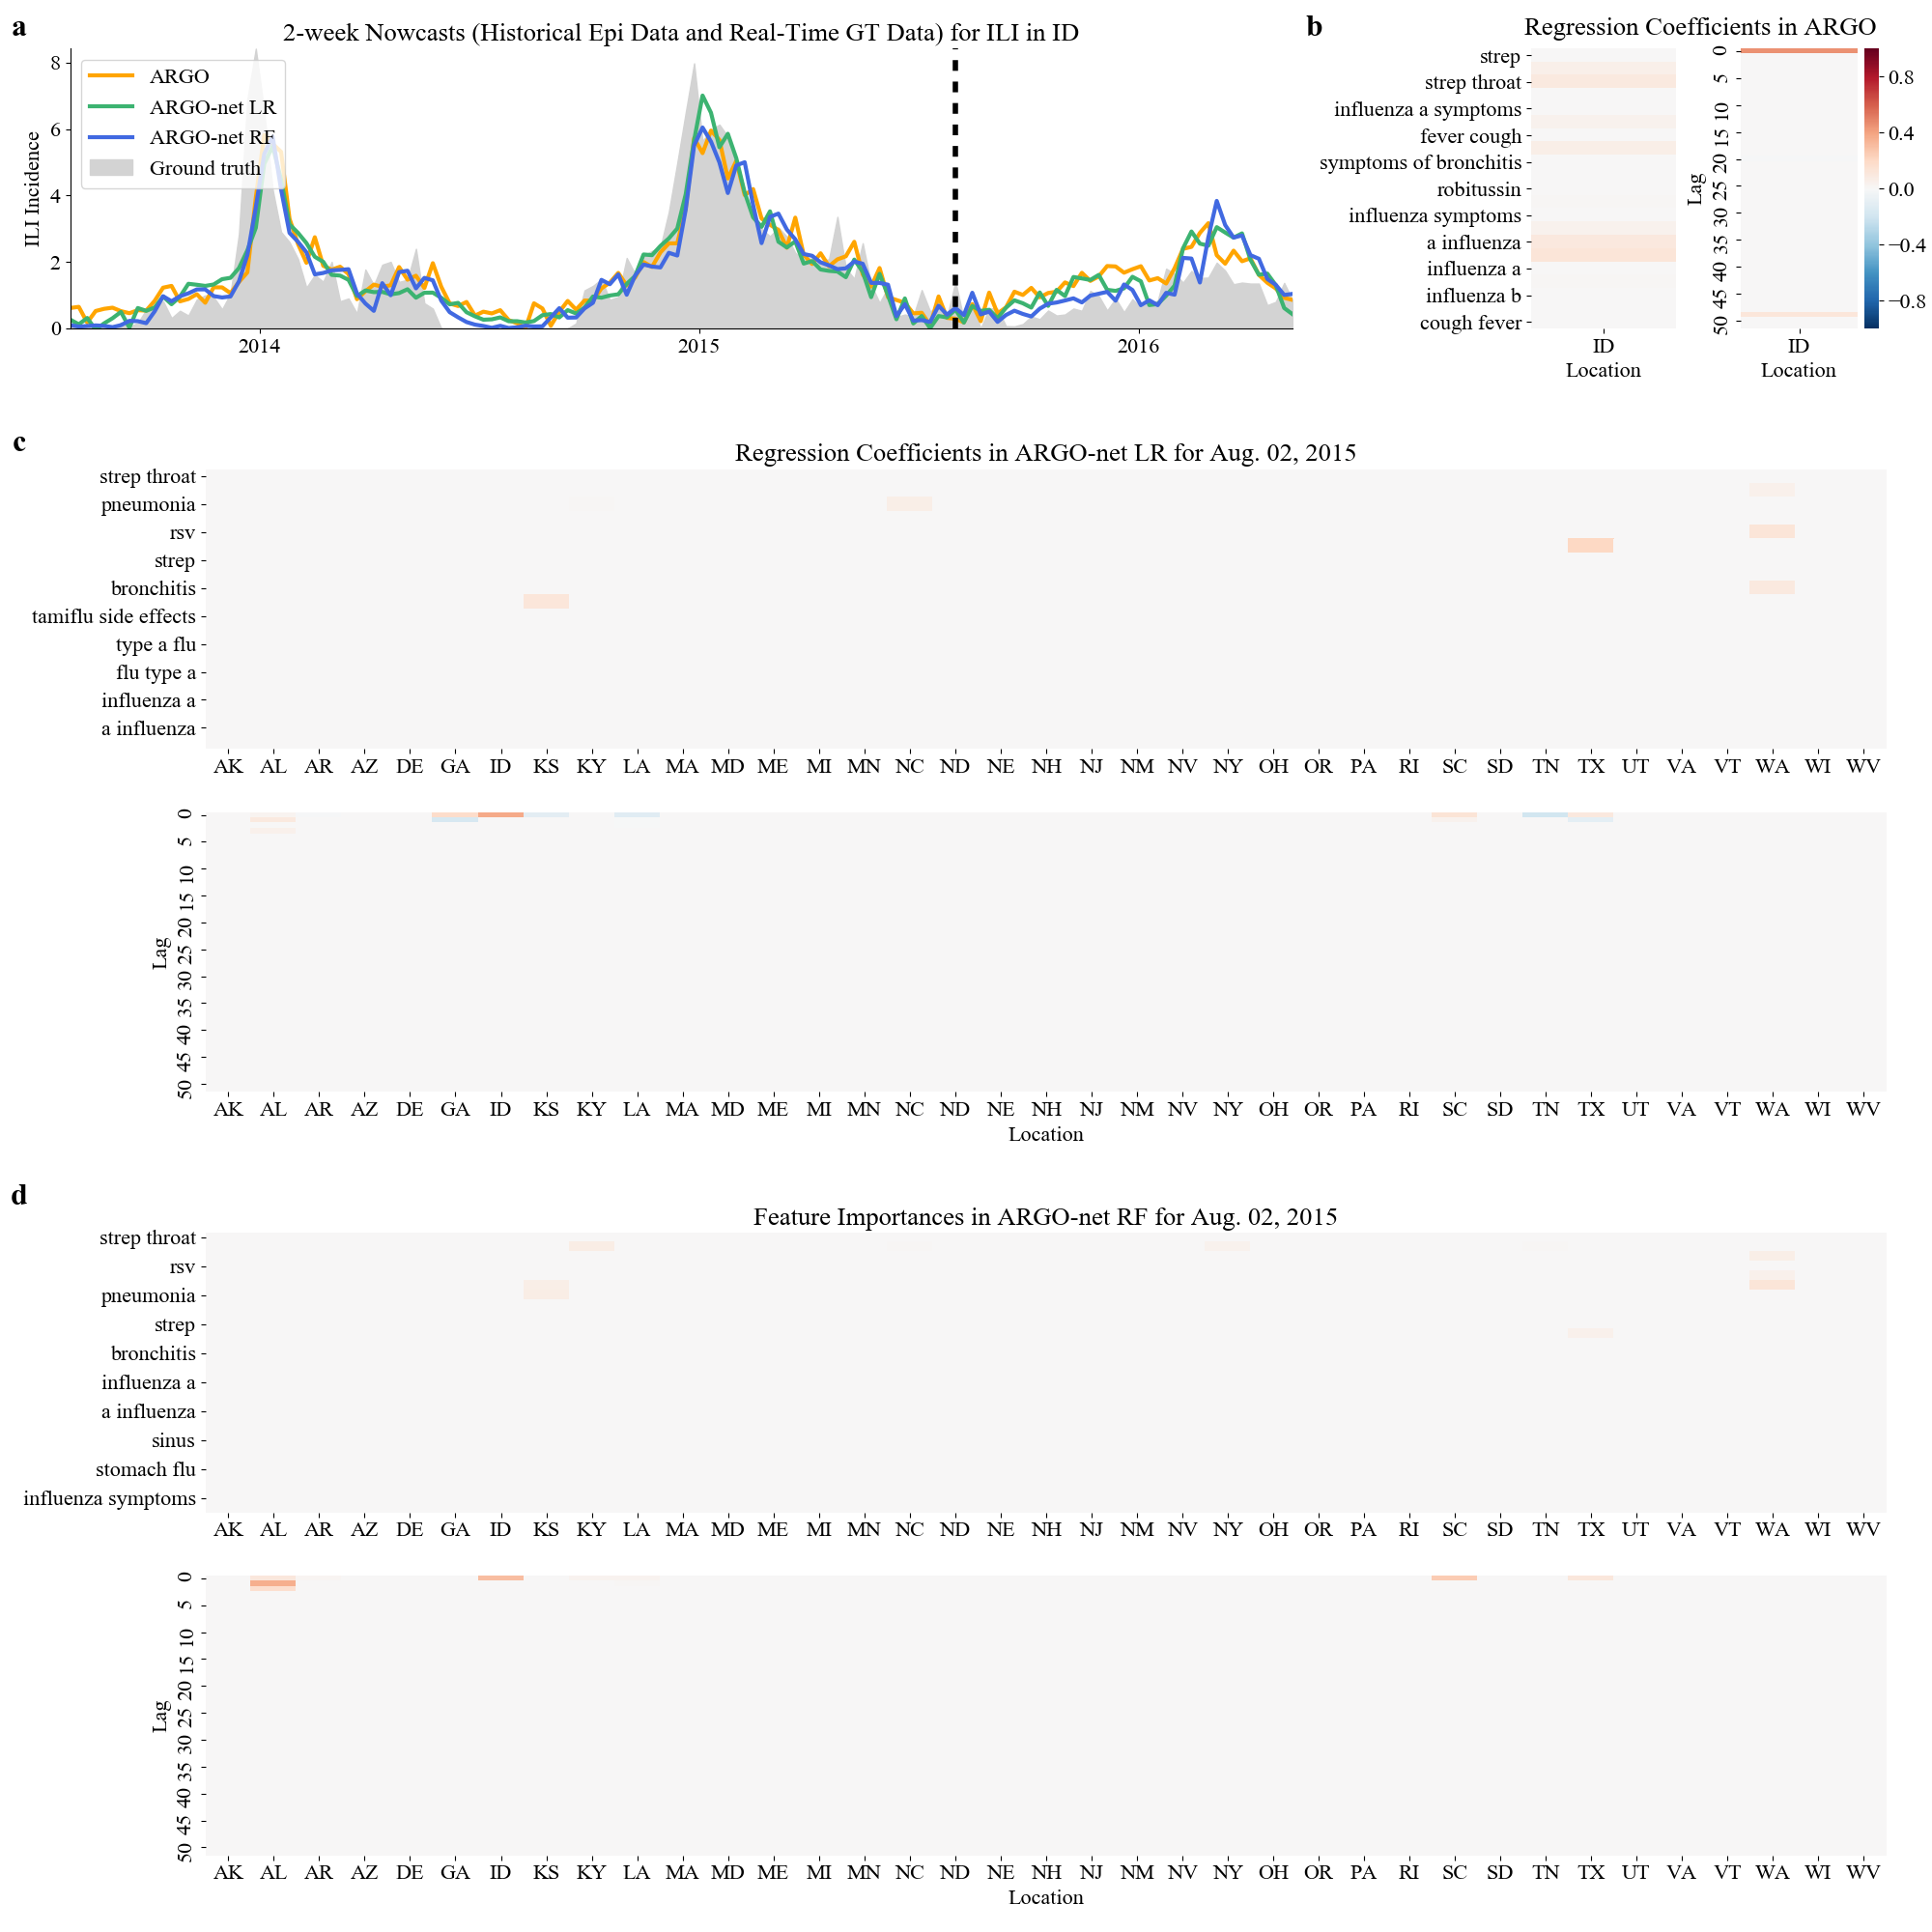 a
2-week Nowcasts (Historical Epi Data and Real-Time GT Data) for ILI in ID
ILI Incidence
8
6
4
2
0
ARGO
ARGO-net LR
ARGO-net RF
Ground truth
2014 2015 2016
b
Regression Coefficients in ARGO
strep
strep throat
influenza a symptoms
fever cough
symptoms of bronchitis
robitussin
influenza symptoms
a influenza
influenza a
influenza b
cough fever
ID
Location
Lag
0 5 10 15 20 25 30 35 40 45 50
ID
Location
0.8
0.4
0.0
−0.4
−0.8
c
Regression Coefficients in ARGO-net LR for Aug. 02, 2015
strep throat
pneumonia
rsv
strep
bronchitis
tamiflu side effects
type a flu
flu type a
influenza a
a influenza
AK AL AR AZ DE GA ID KS KY LA MA MD ME MI MN NC ND NE NH NJ NM NV NY OH OR PA RI SC SD TN TX UT VA VT WA WI WV
Lag
0 5 10 15 20 25 30 35 40 45 50
AK AL AR AZ DE GA ID KS KY LA MA MD ME MI MN NC ND NE NH NJ NM NV NY OH OR PA RI SC SD TN TX UT VA VT WA WI WV
Location
d
Feature Importances in ARGO-net RF for Aug. 02, 2015
strep throat
rsv
pneumonia
strep
bronchitis
influenza a
a influenza
sinus
stomach flu
influenza symptoms
AK AL AR AZ DE GA ID KS KY LA MA MD ME MI MN NC ND NE NH NJ NM NV NY OH OR PA RI SC SD TN TX UT VA VT WA WI WV
Lag
0 5 10 15 20 25 30 35 40 45 50
AK AL AR AZ DE GA ID KS KY LA MA MD ME MI MN NC ND NE NH NJ NM NV NY OH OR PA RI SC SD TN TX UT VA VT WA WI WV
Location